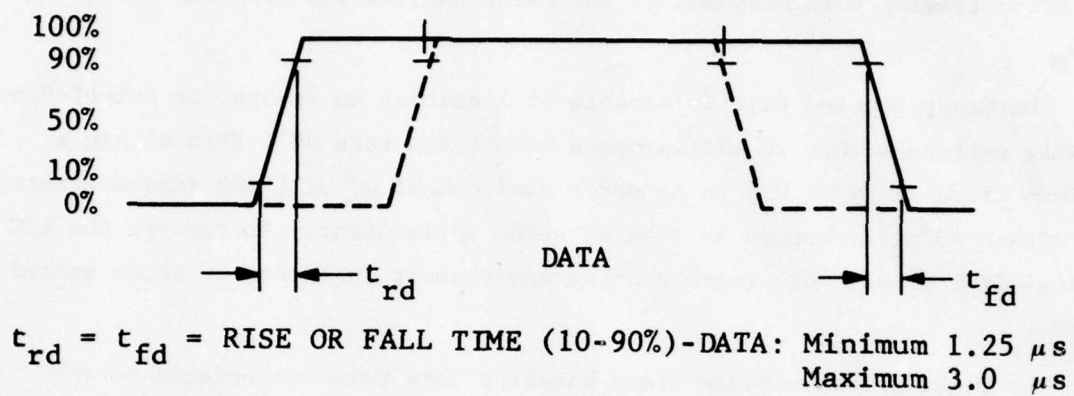 100%
90%
50%
10%
0%
DATA
t rd
t fd
t rd = t fd = RISE OR FALL TIME (10-90%)-DATA: Minimum 1.25 μs
Maximum 3.0 μs